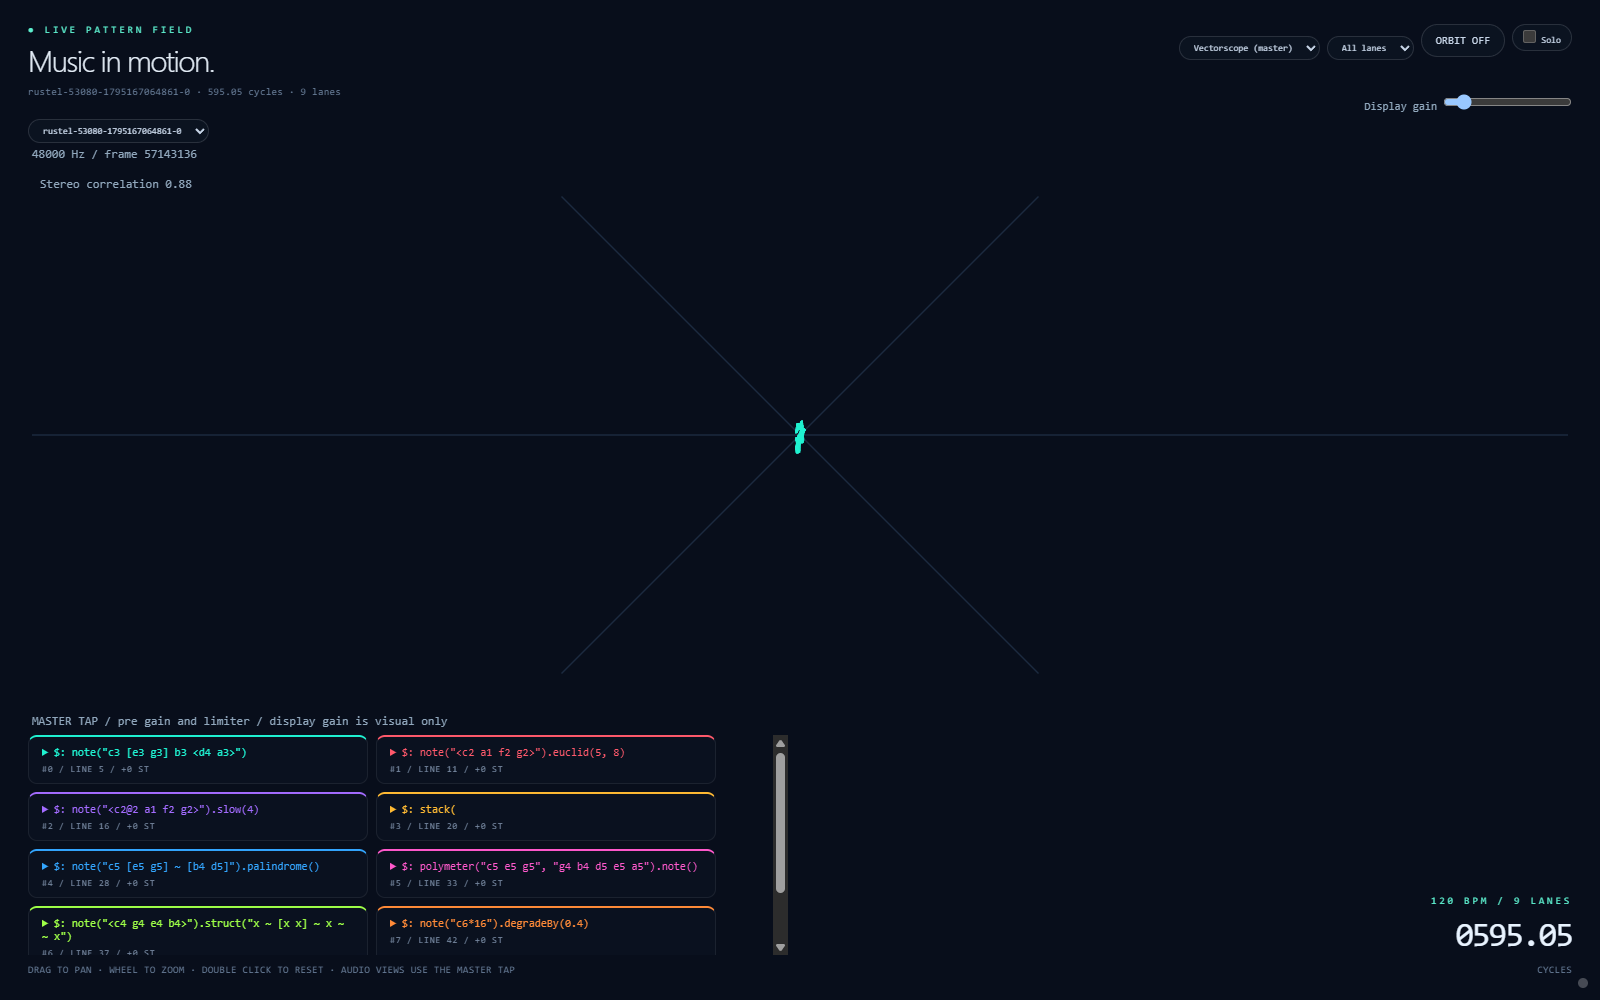 LIVE PATTERN FIELD
Music in motion.
rustel-53080-1795167064861-0 · 595.05 cycles · 9 lanes
rustel-53080-1795167064861-0
48000 Hz / frame 57143136
Stereo correlation 0.88
Vectorscope (master)
All lanes
ORBIT OFF
Solo
Display gain
MASTER TAP / pre gain and limiter / display gain is visual only
▶ $: note("c3 [e3 g3] b3 <d4 a3>")
#0 / LINE 5 / +0 ST
▶ $: note("<c2 a1 f2 g2>").euclid(5, 8)
#1 / LINE 11 / +0 ST
▶ $: note("<c2@2 a1 f2 g2>").slow(4)
#2 / LINE 16 / +0 ST
▶ $: stack(
#3 / LINE 20 / +0 ST
▶ $: note("c5 [e5 g5] ~ [b4 d5]").palindrome()
#4 / LINE 28 / +0 ST
▶ $: polymeter("c5 e5 g5", "g4 b4 d5 e5 a5").note()
#5 / LINE 33 / +0 ST
▶ $: note("<c4 g4 e4 b4>").struct("x ~ [x x] ~ x ~
~ x")
#6 / LINE 37 / +0 ST
▶ $: note("c6*16").degradeBy(0.4)
#7 / LINE 42 / +0 ST
120 BPM / 9 LANES
0595.05
CYCLES
DRAG TO PAN · WHEEL TO ZOOM · DOUBLE CLICK TO RESET · AUDIO VIEWS USE THE MASTER TAP